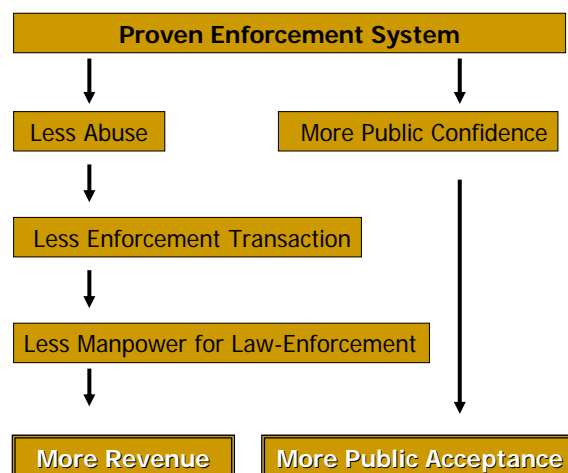 Proven Enforcement System
Less Abuse
More Public Confidence
Less Enforcement Transaction
Less Manpower for Law-Enforcement
More Revenue
More Public Acceptance